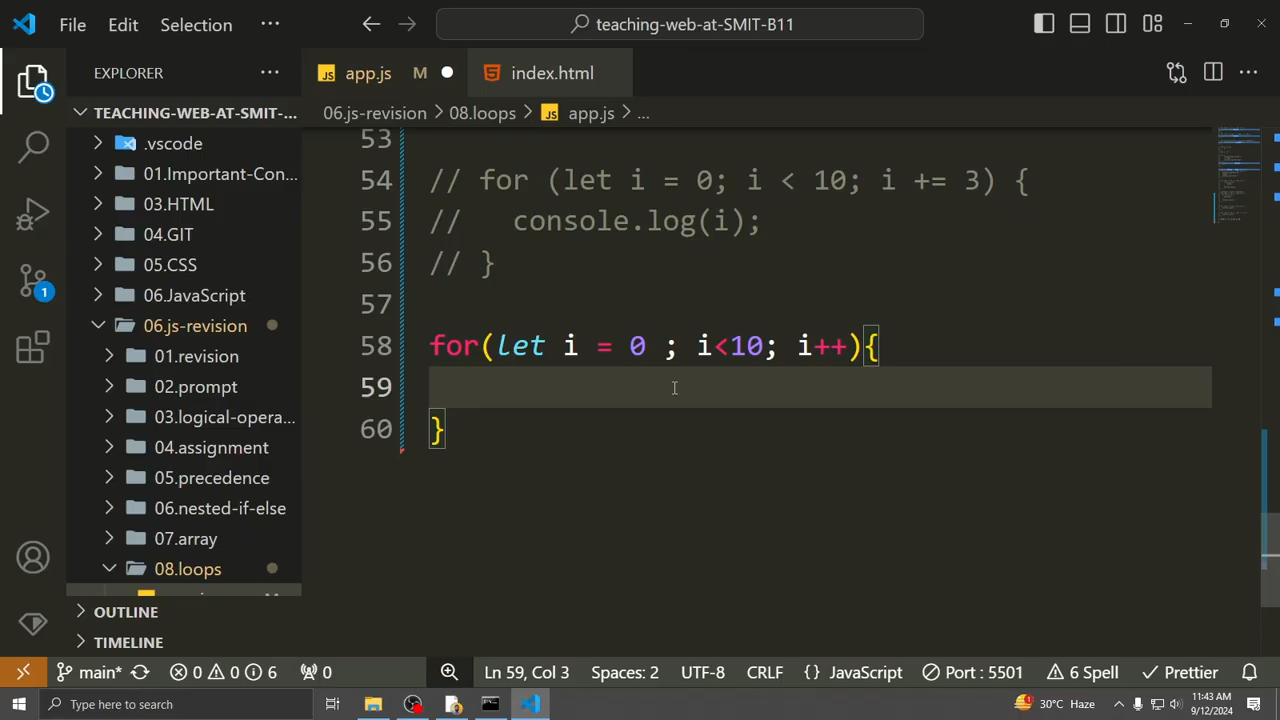 File Edit Selection ··· teaching-web-at-SMIT-B11
EXPLORER ··· JS app.js M index.html ···
TEACHING-WEB-AT-SMIT-... 06.js-revision > 08.loops > JS app.js > ...
.vscode
01.Important-Con...
03.HTML
04.GIT
05.CSS
06.JavaScript
06.js-revision
01.revision
02.prompt
03.logical-opera...
04.assignment
05.precedence
06.nested-if-else
07.array
08.loops
OUTLINE
TIMELINE
53
54 // for (let i = 0; i < 10; i += 3) {
55 //   console.log(i);
56 // }
57
58 for(let i = 0 ; i<10; i++){
59
60 }
1
main* 0 0 6 0 Ln 59, Col 3 Spaces: 2 UTF-8 CRLF {} JavaScript Port : 5501 6 Spell Prettier
Type here to search 30°C Haze 11:43 AM
9/12/2024